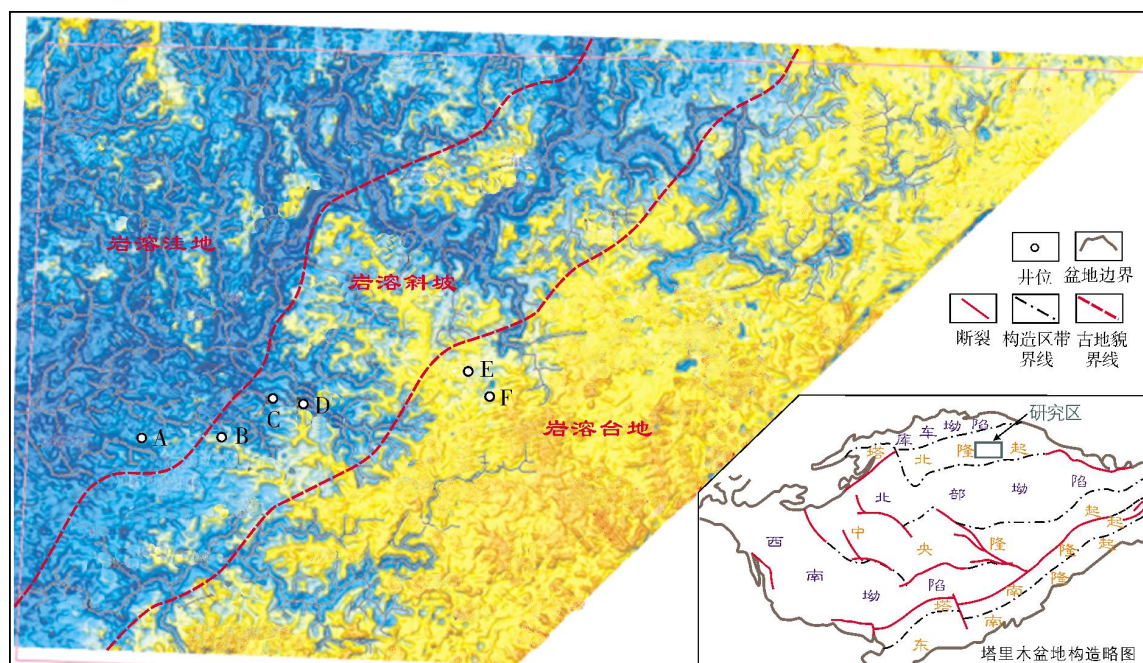 岩溶洼地
岩溶斜坡
岩溶台地
A
B
C
D
E
F
井位
盆地边界
断裂
构造区带
界线
古地貌
界线
研究区
库车坳陷
塔北隆起
北部坳陷
中央隆起
西南坳陷
塔南隆起
东南隆起
塔里木盆地构造略图